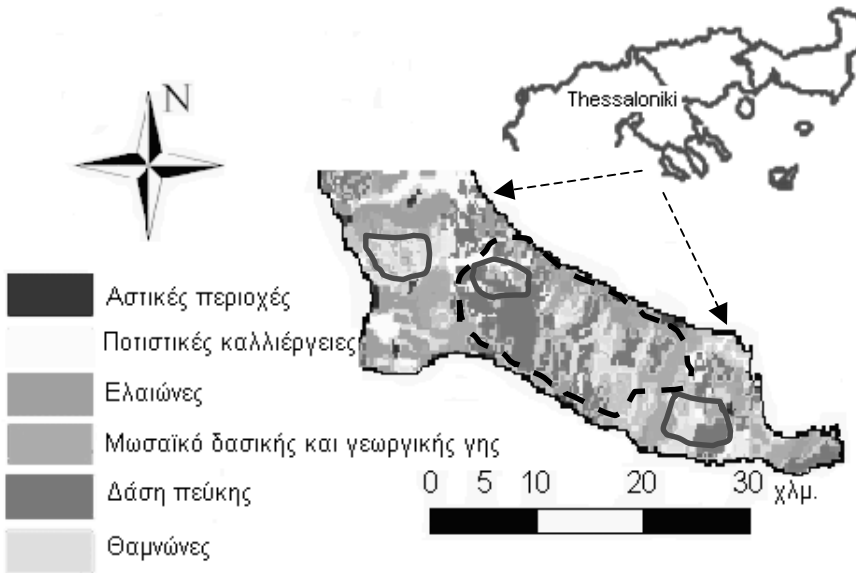 N
Thessaloniki
Αστικές περιοχές
Ποτιστικές καλλιέργειες
Ελαιώνες
Μωσαϊκό δασικής και γεωργικής γης
Δάση πεύκης
Θαμνώνες
0 5 10 20 30 χλμ.